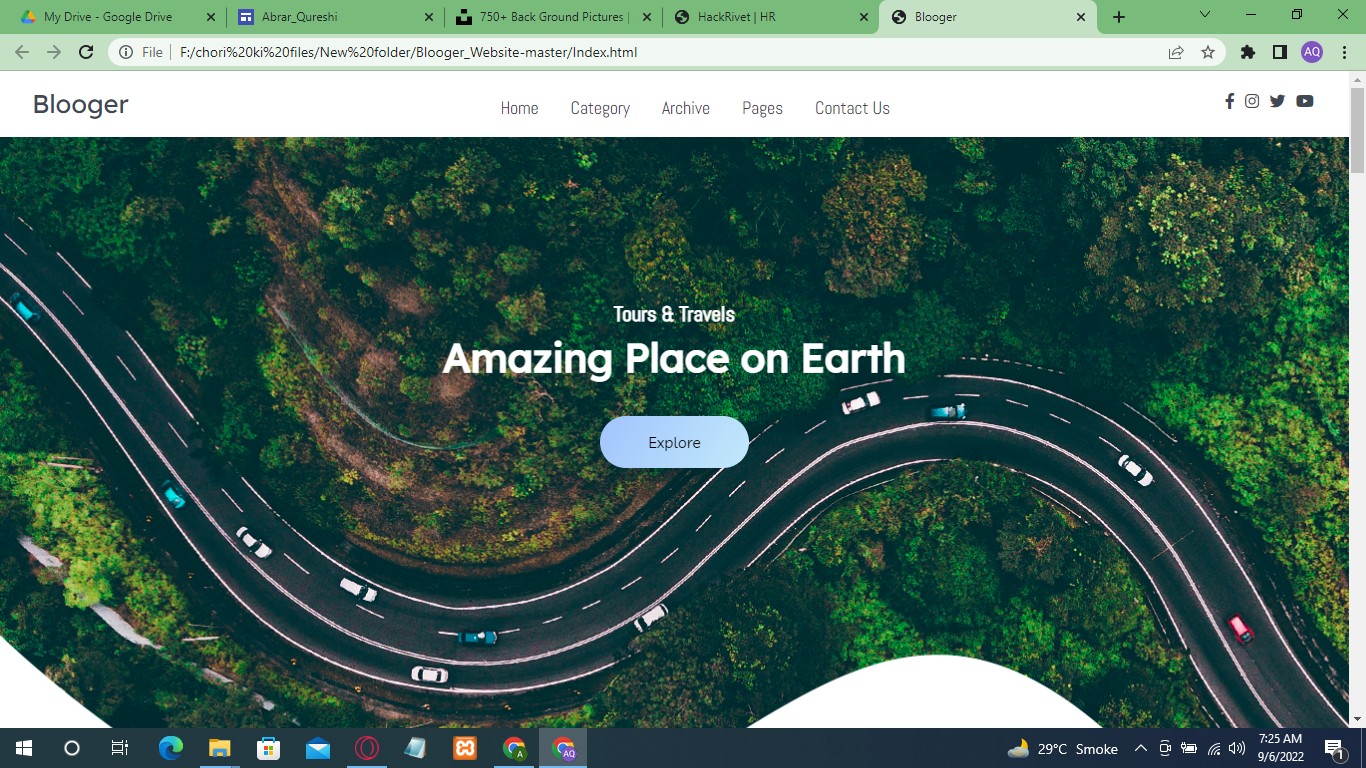 My Drive - Google Drive
Abrar_Qureshi
750+ Back Ground Pictures |
HackRivet | HR
Blooger
File | F:/chori%20ki%20files/New%20folder/Blooger_Website-master/Index.html
AQ
Blooger
Home Category Archive Pages Contact Us
Tours & Travels
Amazing Place on Earth
Explore
A
AQ
29°C Smoke
7:25 AM
9/6/2022
1